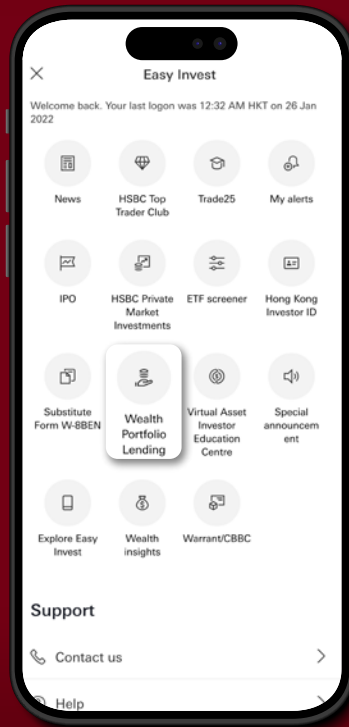 Easy Invest
Welcome back. Your last logon was 12:32 AM HKT on 26 Jan
2022
News
HSBC Top
Trader Club
Trade25
My alerts
IPO
HSBC Private
Market
Investments
ETF screener
Hong Kong
Investor ID
Substitute
Form W-8BEN
Wealth
Portfolio
Lending
Virtual Asset
Investor
Education
Centre
Special
announcem
ent
Explore Easy
Invest
Wealth
insights
Warrant/CBBC
Support
Contact us
Help